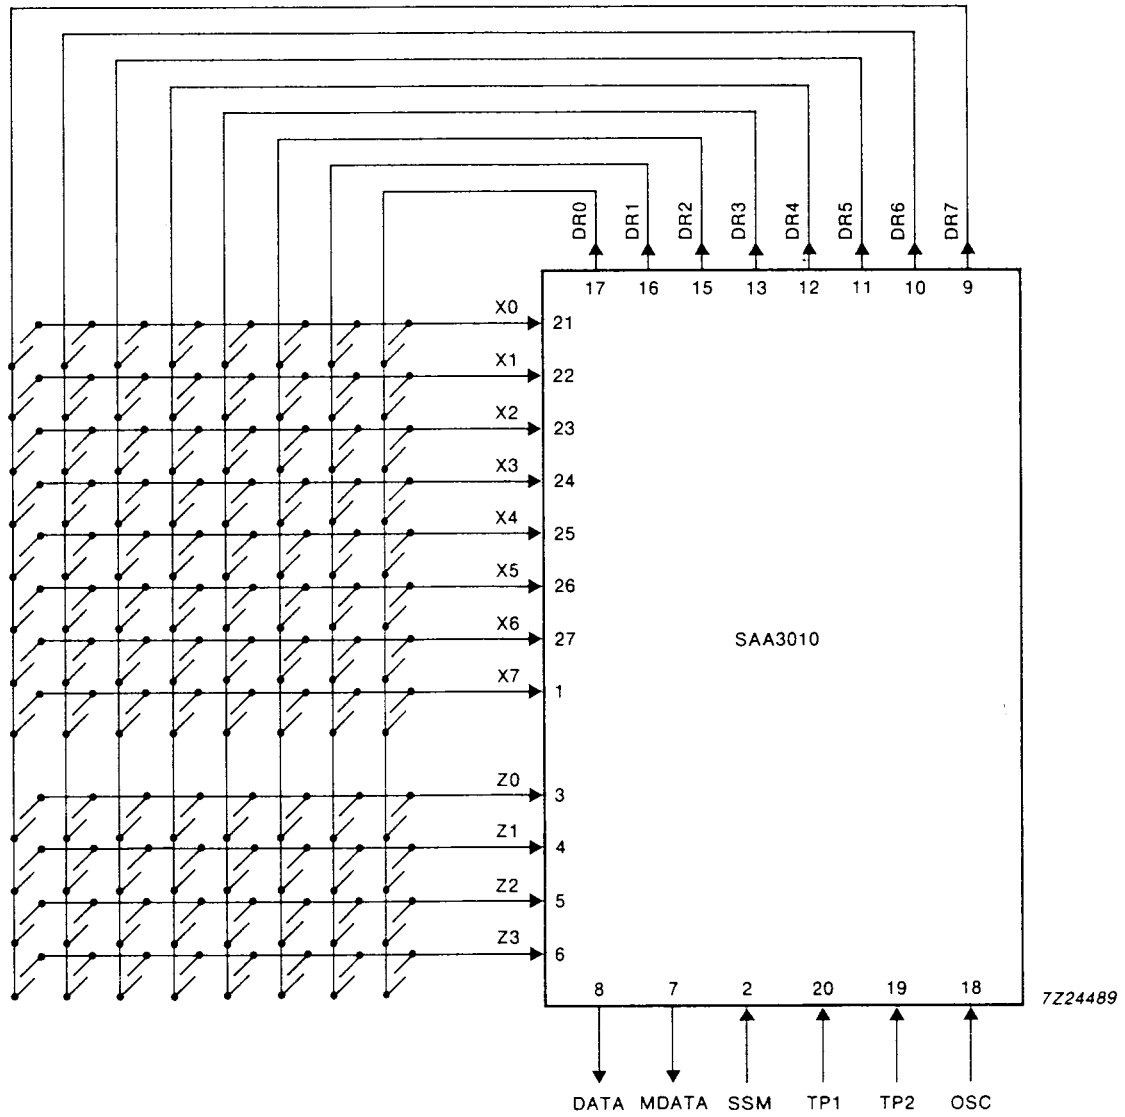 DR0 DR1 DR2 DR3 DR4 DR5 DR6 DR7
17 16 15 13 12 11 10 9
X0 21
X1 22
X2 23
X3 24
X4 25
X5 26
X6 27
SAA3010
X7 1
Z0 3
Z1 4
Z2 5
Z3 6
8 7 2 20 19 18
7Z24489
DATA MDATA SSM TP1 TP2 OSC